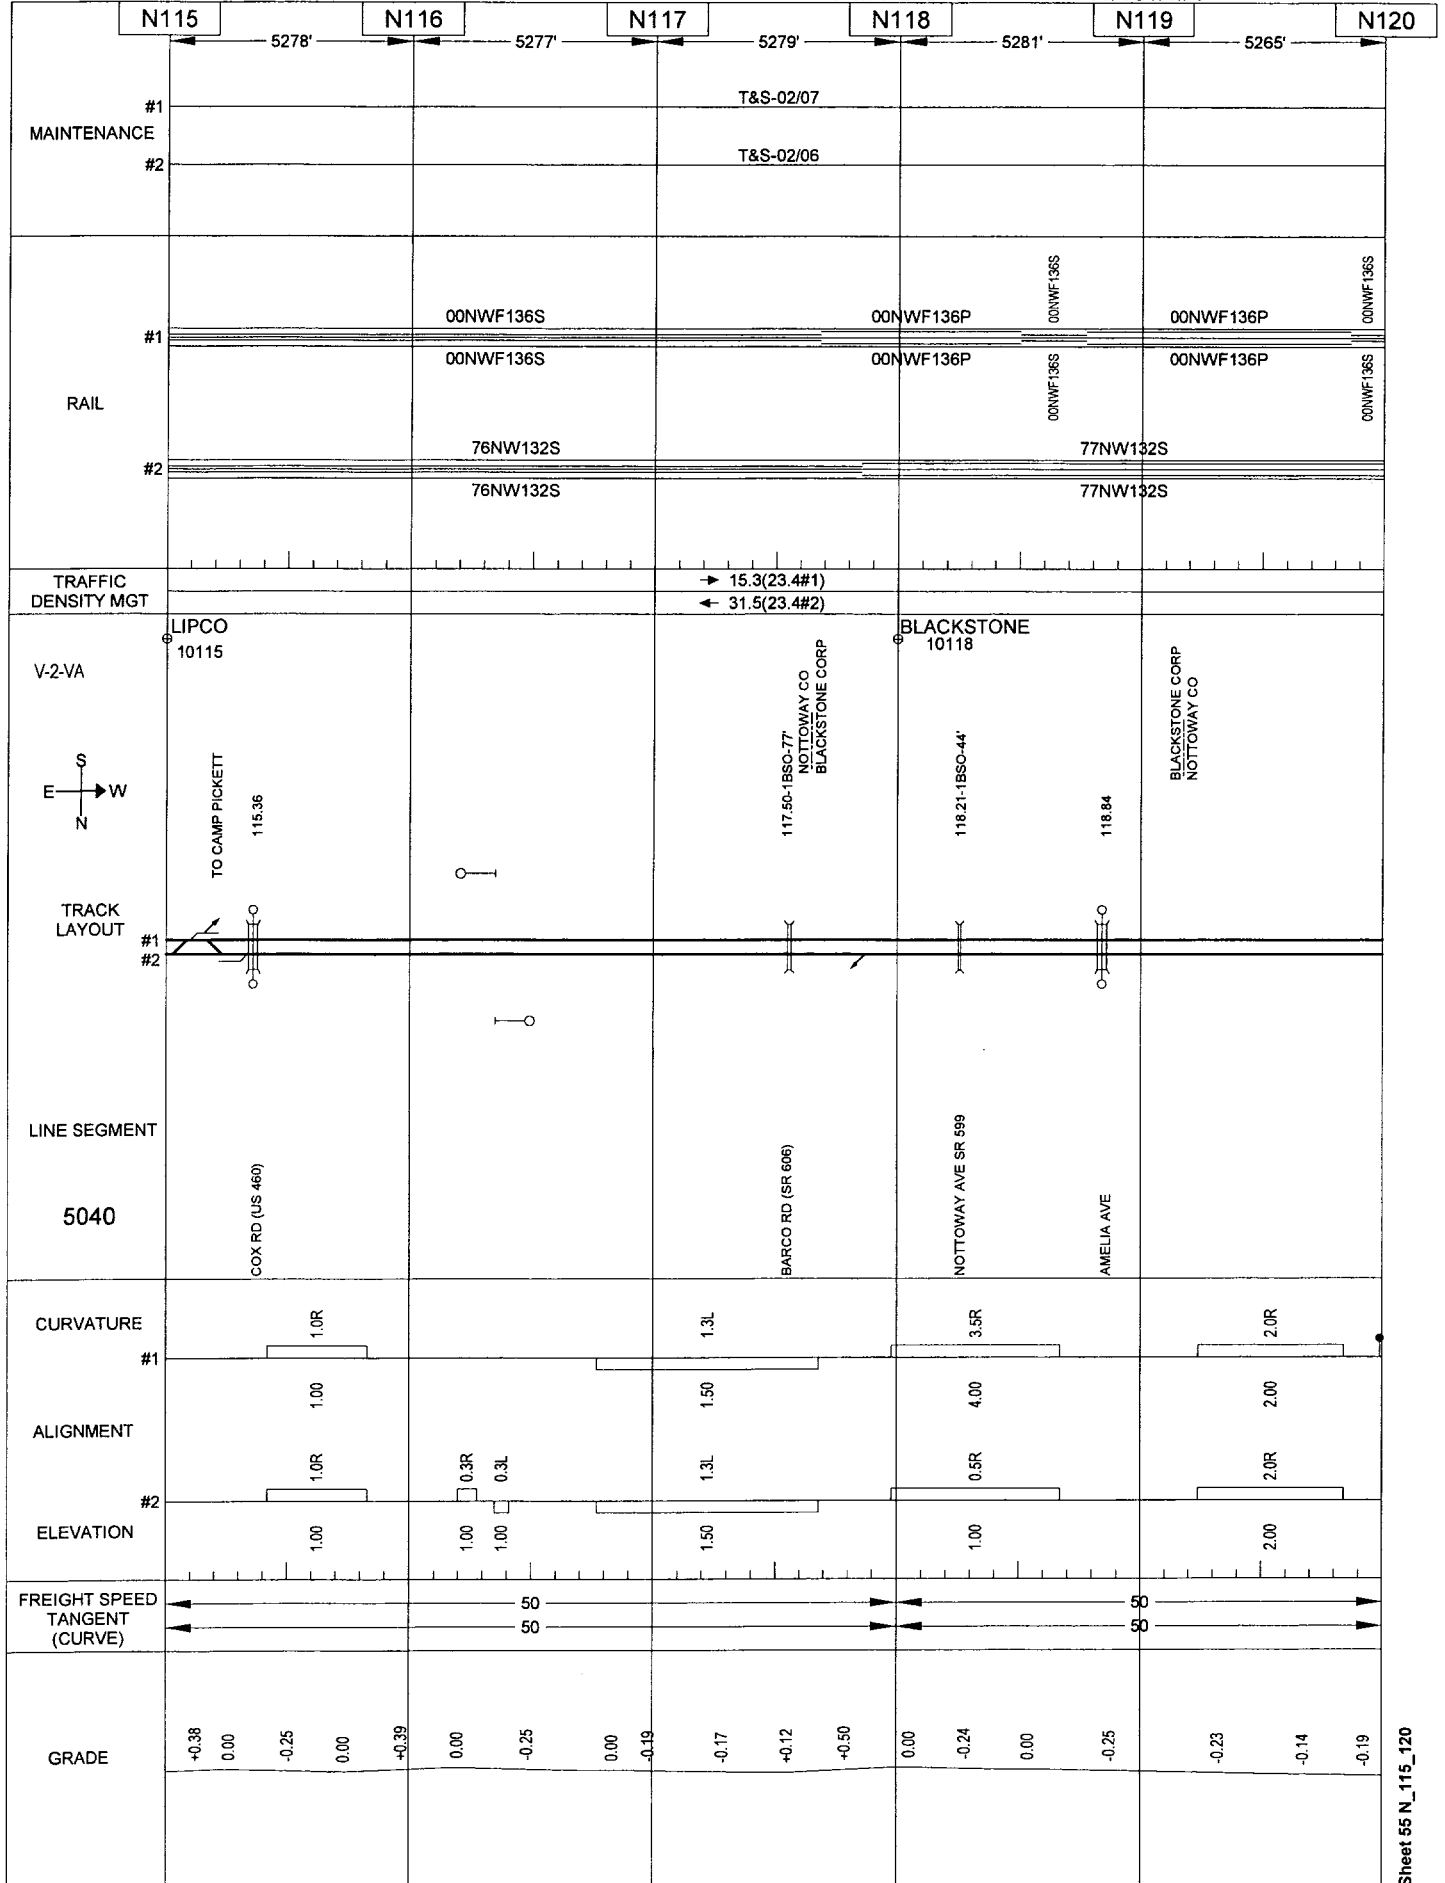 N115 N116 N117 N118 N119 N120
5278' 5277' 5279' 5281' 5265'
MAINTENANCE
#1 T&S-02/07
#2 T&S-02/06
RAIL
00NWF136S 00NWF136P 00NWF136S 00NWF136P 00NWF136S
#1
00NWF136S 00NWF136P 00NWF136S 00NWF136P 00NWF136S
76NW132S 77NW132S
#2
76NW132S 77NW132S
TRAFFIC
DENSITY MGT
15.3(23.4#1)
31.5(23.4#2)
LIPCO
10115
BLACKSTONE
10118
V-2-VA
S
E W
N
TO CAMP PICKETT
115.36
117.50-1BSO-77'
NOTTOWAY CO
BLACKSTONE CORP
118.21-1BSO-44'
118.84
BLACKSTONE CORP
NOTTOWAY CO
TRACK
LAYOUT
#1
#2
LINE SEGMENT
5040
COX RD (US 460)
BARCO RD (SR 606)
NOTTOWAY AVE SR 599
AMELIA AVE
CURVATURE
1.0R 1.3L 3.5R 2.0R
#1
1.00 1.50 4.00 2.00
ALIGNMENT
1.0R 0.3R 0.3L 1.3L 0.5R 2.0R
#2
ELEVATION
1.00 1.00 1.00 1.50 1.00 2.00
FREIGHT SPEED
TANGENT
(CURVE)
50 50
50 50
GRADE
+0.38 0.00 -0.25 0.00 +0.39 0.00 -0.25 0.00 -0.19 -0.17 +0.12 +0.50 0.00 -0.24 0.00 -0.25 -0.23 -0.14 -0.19
Sheet 55 N_115_120